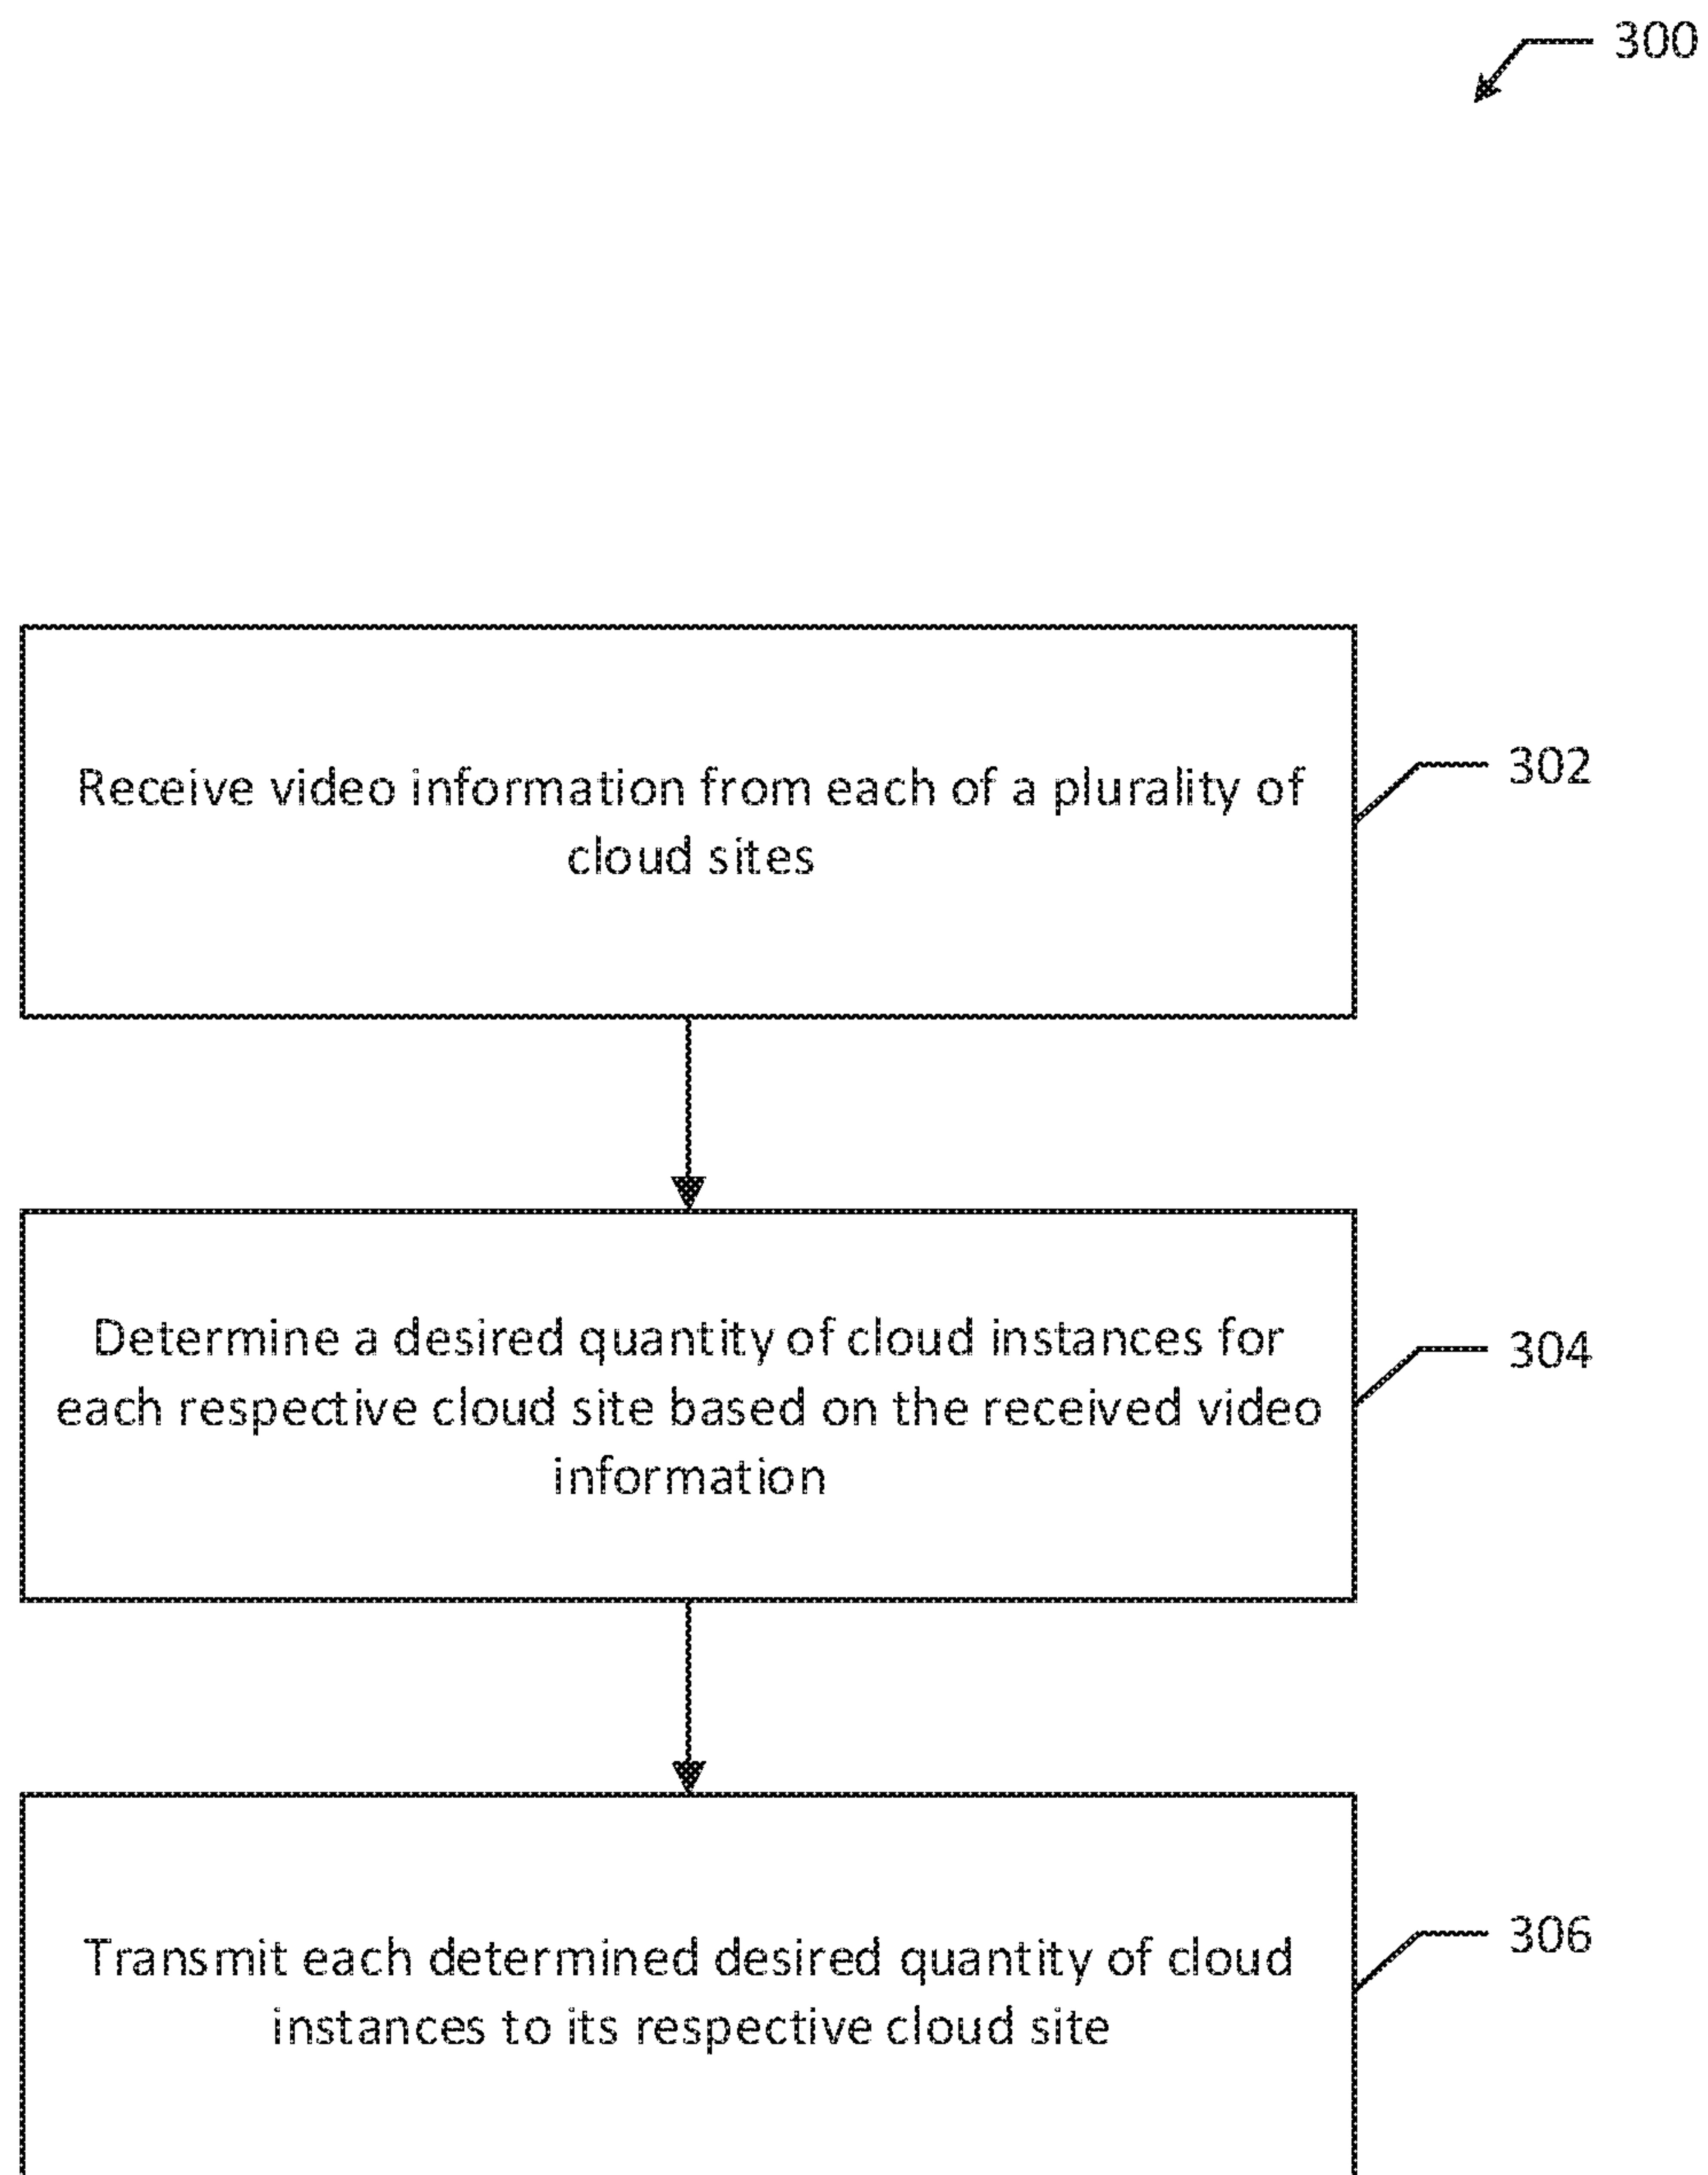 300
Receive video information from each of a plurality of
cloud sites
302
Determine a desired quantity of cloud instances for
each respective cloud site based on the received video
information
304
Transmit each determined desired quantity of cloud
instances to its respective cloud site
306